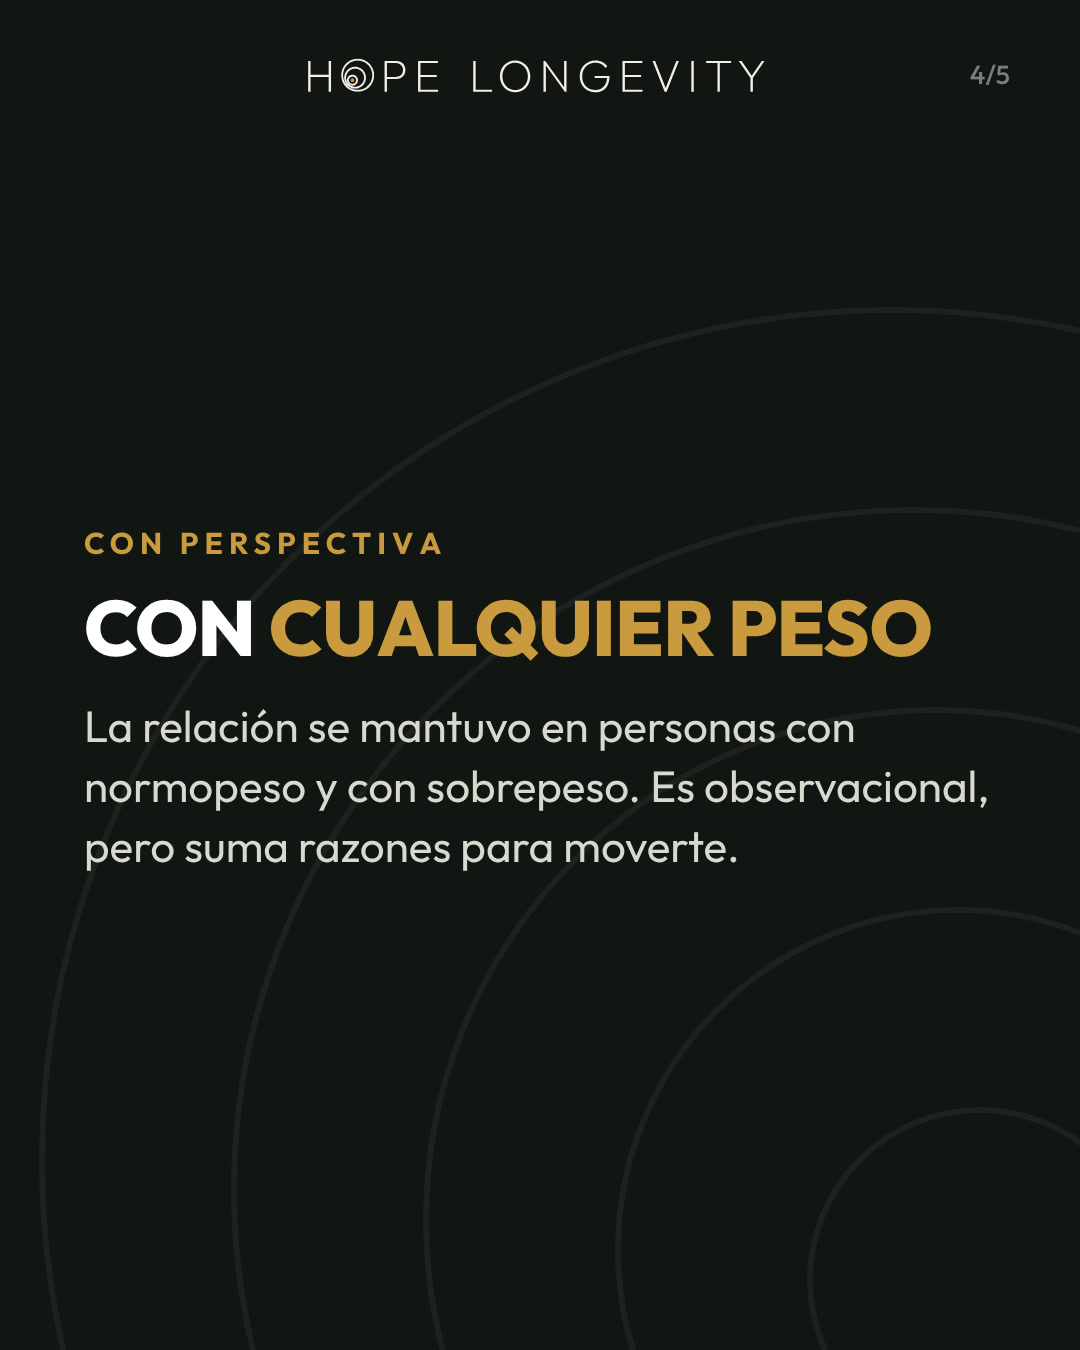 HOPE LONGEVITY
4/5
CON PERSPECTIVA
CON CUALQUIER PESO
La relación se mantuvo en personas con
normopeso y con sobrepeso. Es observacional,
pero suma razones para moverte.